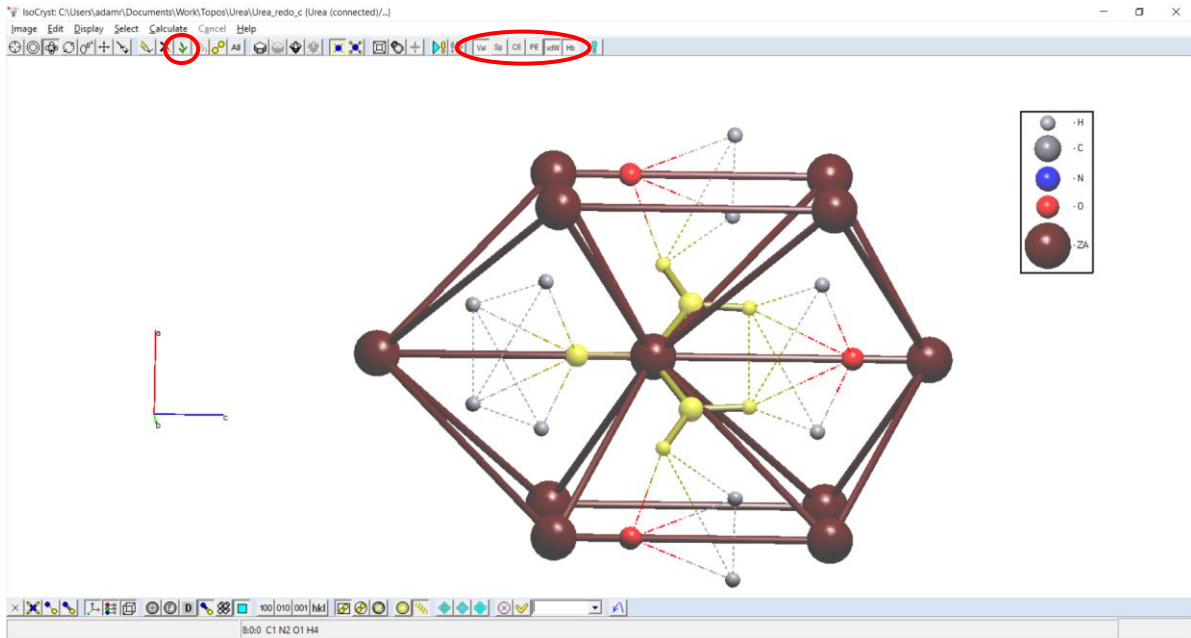 IsoCryst: C:\Users\adamr\Documents\Work\Topos\Urea\Urea_redo_c {Urea (connected)/...}
Image Edit Display Select Calculate Cancel Help
All Val Sp CE PE vdW Hb
- H
- C
- N
- O
- ZA
a
c
b
D 100 010 001 hkl
8:0:0 C1 N2 O1 H4